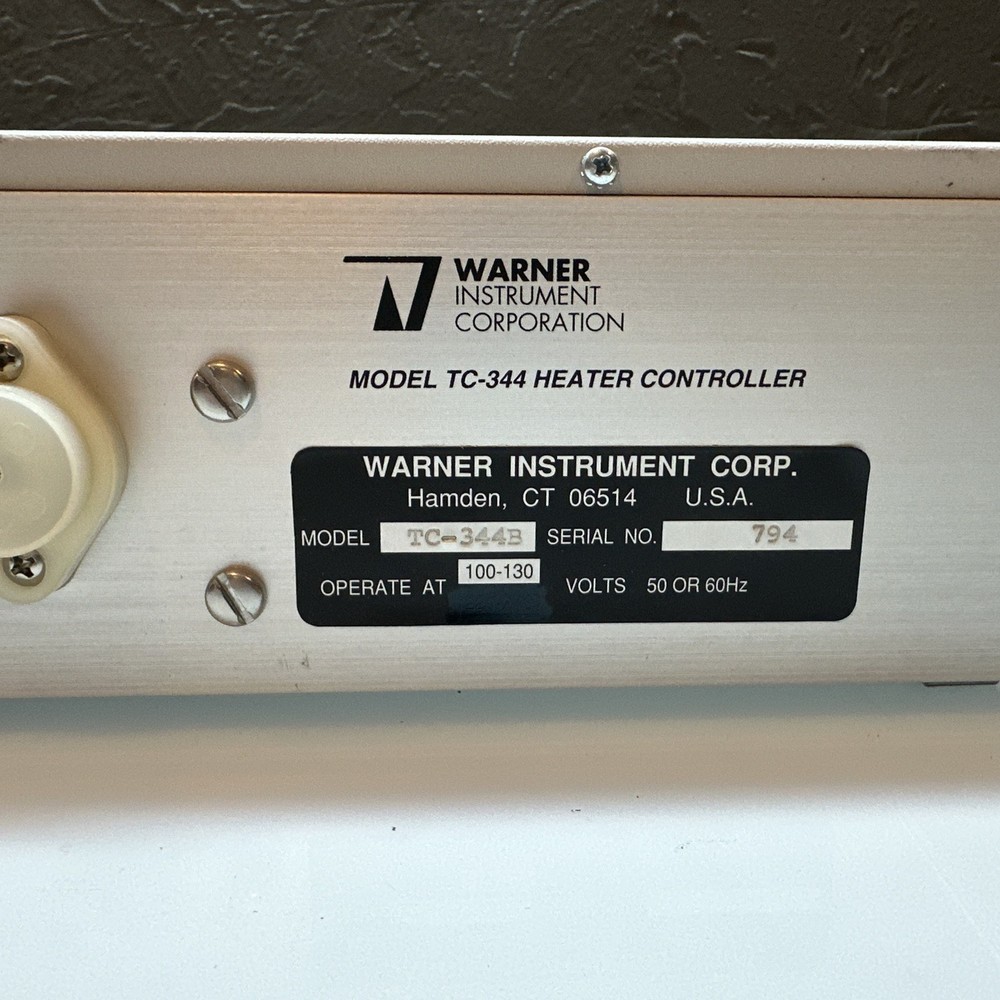 WARNER
INSTRUMENT
CORPORATION
MODEL TC-344 HEATER CONTROLLER
WARNER INSTRUMENT CORP.
Hamden, CT 06514 U.S.A.
MODEL TC-344B SERIAL NO. 794
OPERATE AT 100-130 VOLTS 50 OR 60Hz